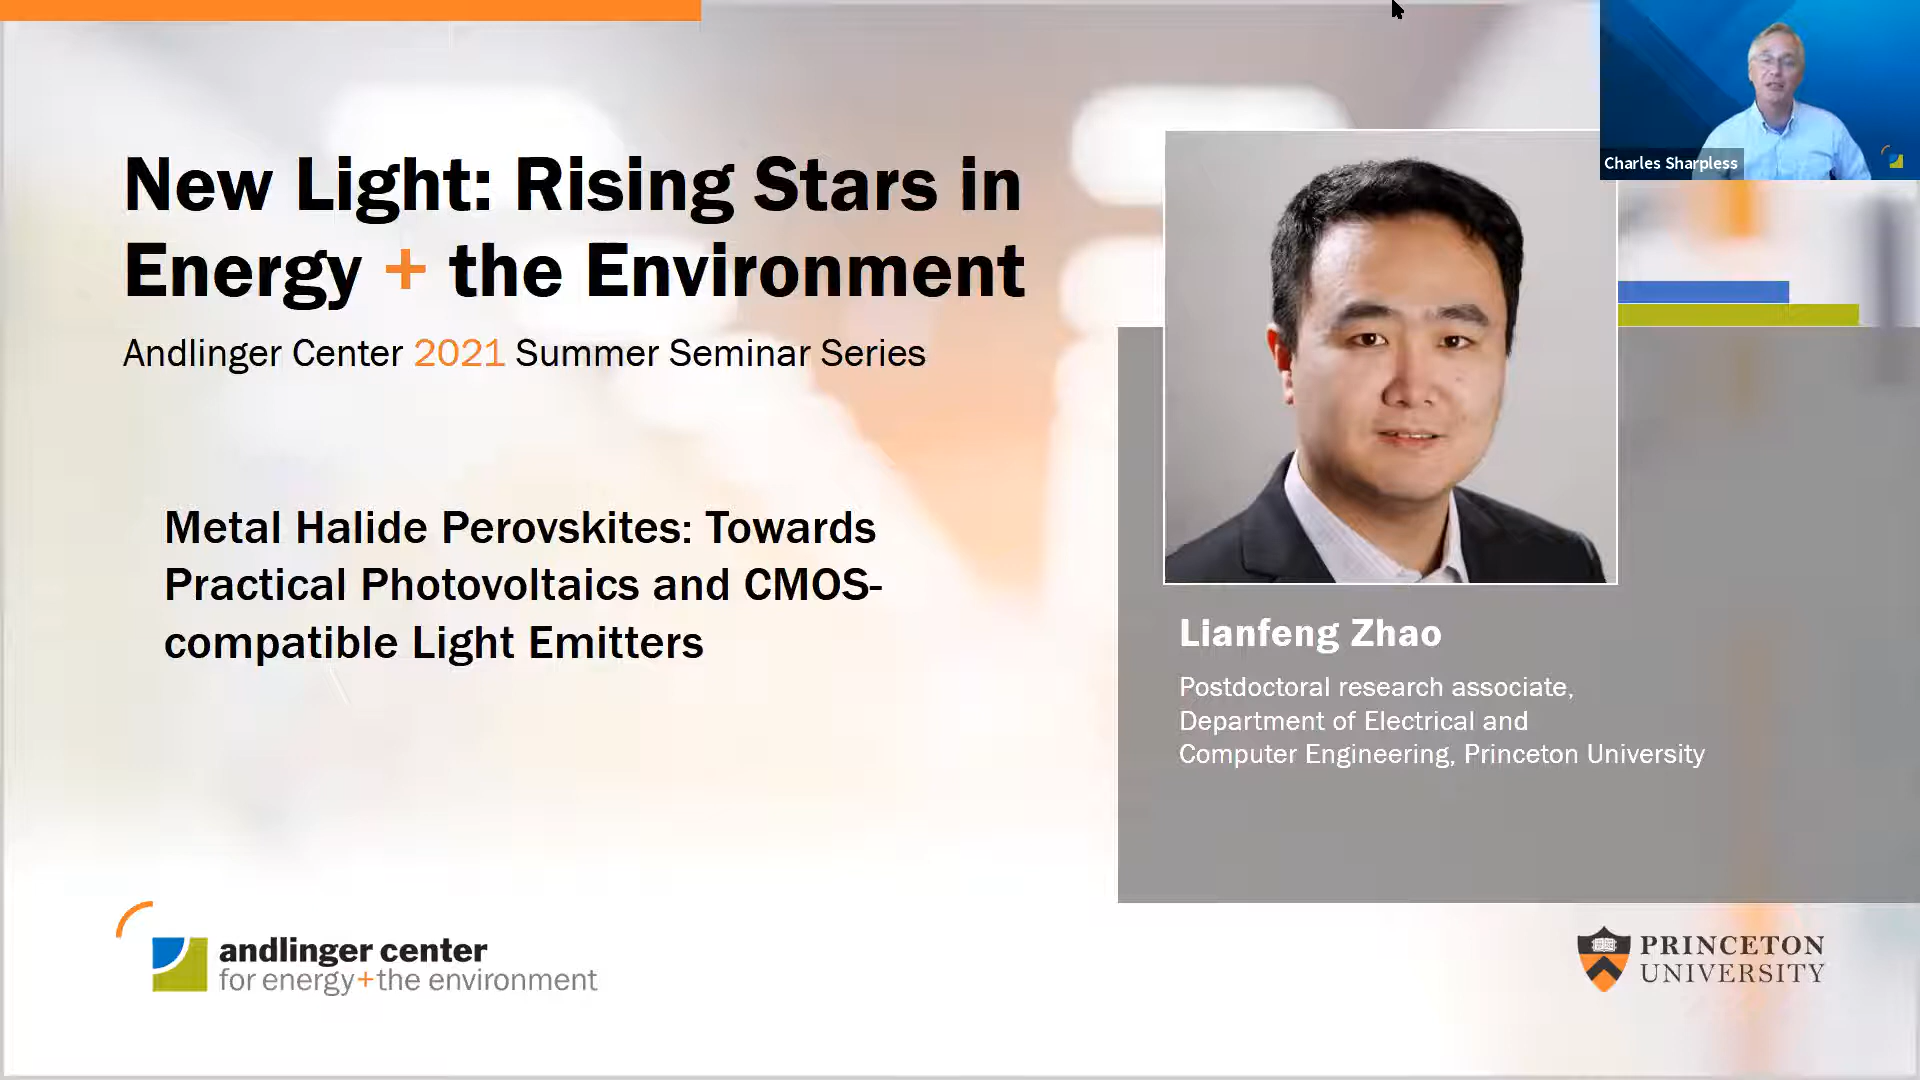 New Light: Rising Stars in
Energy + the Environment
Andlinger Center 2021 Summer Seminar Series
Metal Halide Perovskites: Towards
Practical Photovoltaics and CMOS-
compatible Light Emitters
Charles Sharpless
Lianfeng Zhao
Postdoctoral research associate,
Department of Electrical and
Computer Engineering, Princeton University
andlinger center
for energy+the environment
PRINCETON
UNIVERSITY